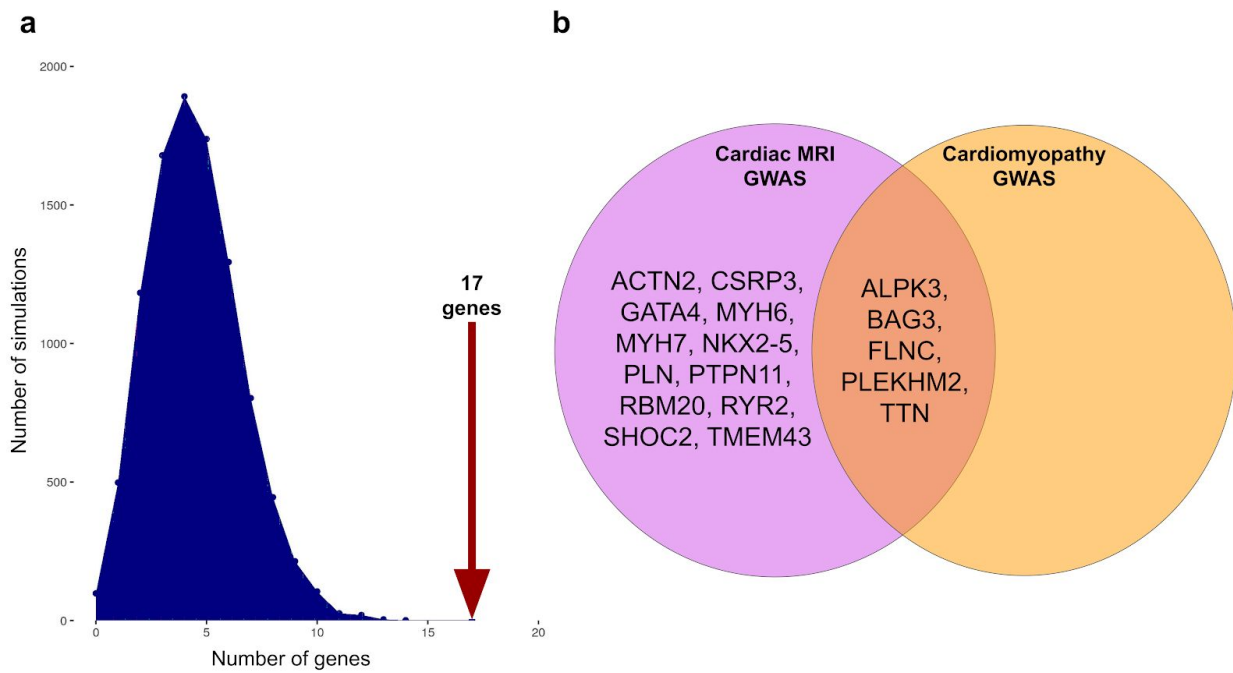 a
2000
1500
1000
500
0
Number of simulations
17
genes
0
5
10
15
20
Number of genes
b
Cardiac MRI
GWAS
Cardiomyopathy
GWAS
ACTN2, CSRP3,
GATA4, MYH6,
MYH7, NKX2-5,
PLN, PTPN11,
RBM20, RYR2,
SHOC2, TMEM43
ALPK3,
BAG3,
FLNC,
PLEKHM2,
TTN